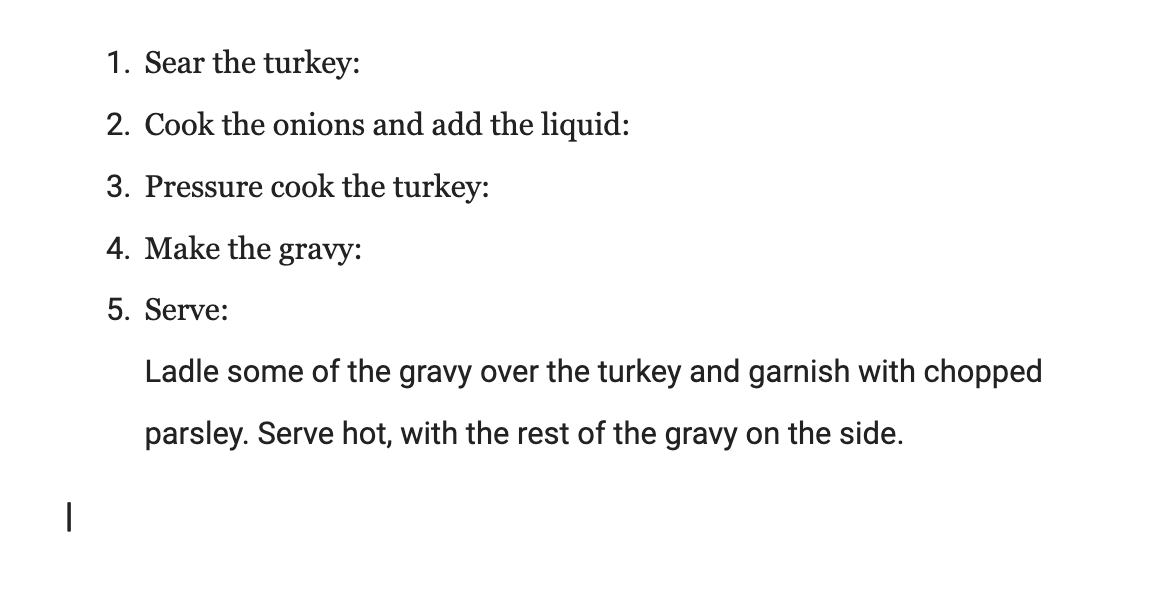 1. Sear the turkey:
2. Cook the onions and add the liquid:
3. Pressure cook the turkey:
4. Make the gravy:
5. Serve:
Ladle some of the gravy over the turkey and garnish with chopped
parsley. Serve hot, with the rest of the gravy on the side.